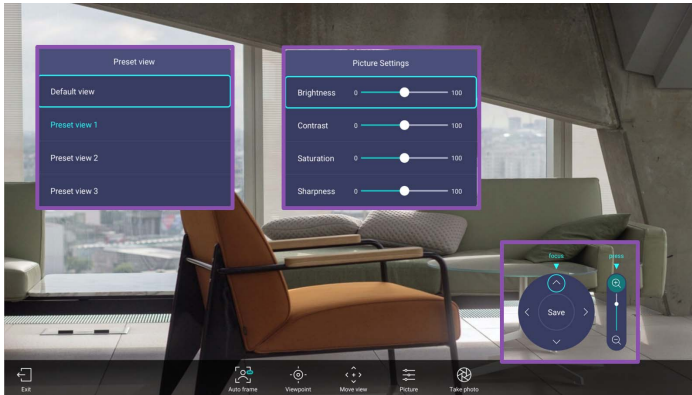 Preset view
Default view
Preset view 1
Preset view 2
Preset view 3
Picture Settings
Brightness 0 100
Contrast 0 100
Saturation 0 100
Sharpness 0 100
focus press
Save
Exit
Auto frame
Viewpoint
Move view
Picture
Take photo